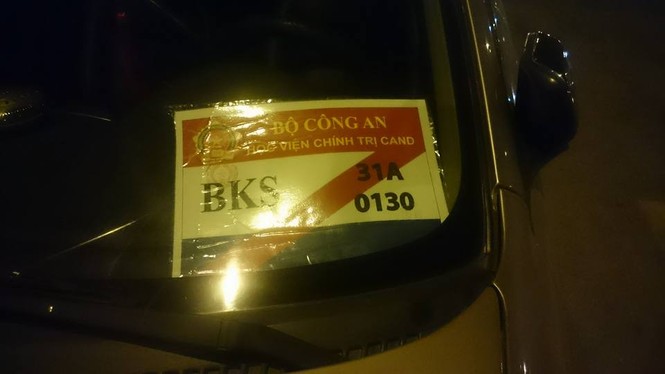 BỘ CÔNG AN
HỌC VIỆN CHÍNH TRỊ CAND
BKS
31A
0130